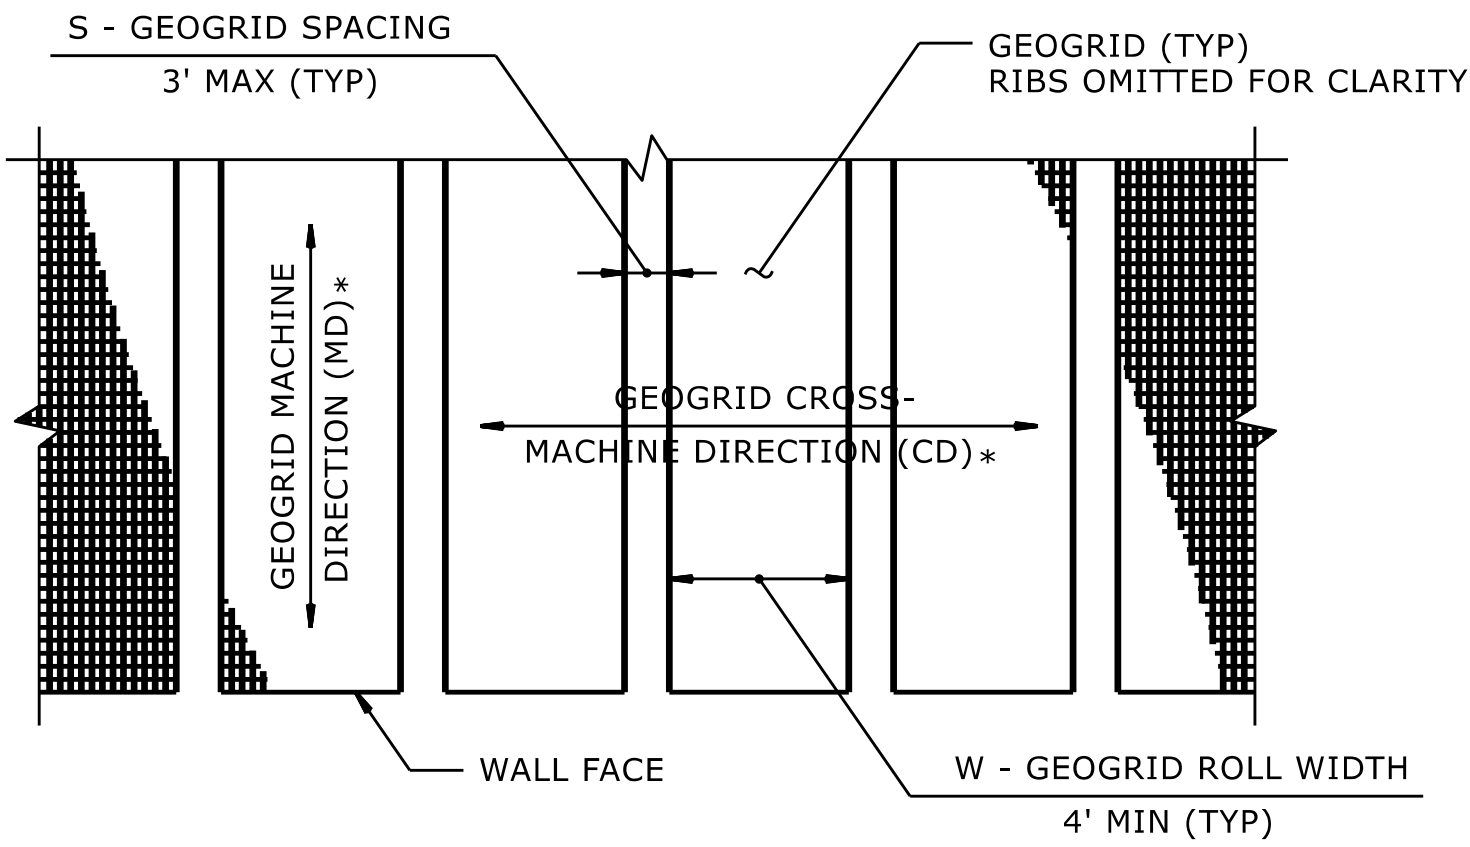 S - GEOGRID SPACING
3' MAX (TYP)
GEOGRID (TYP)
RIBS OMITTED FOR CLARITY
GEOGRID MACHINE
DIRECTION (MD)*
GEOGRID CROSS-
MACHINE DIRECTION (CD)*
WALL FACE
W - GEOGRID ROLL WIDTH
4' MIN (TYP)